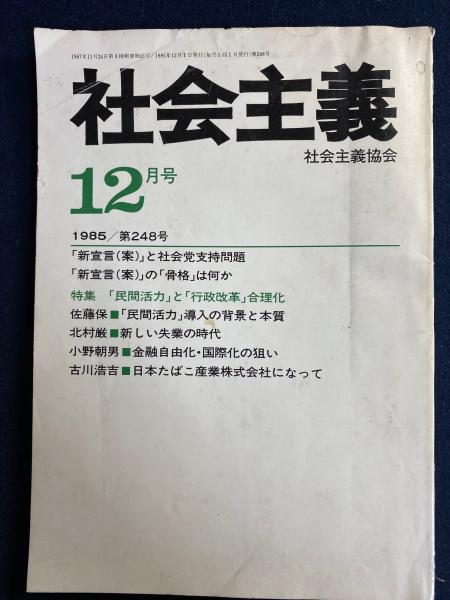 1967年12月24日第3種郵便物認可/1985年12月1日発行(毎月1回1日発行)第248号
社会主義
社会主義協会
12月号
1985/第248号
「新宣言(案)」と社会党支持問題
「新宣言(案)」の「骨格」は何か
特集 「民間活力」と「行政改革」合理化
佐藤保■「民間活力」導入の背景と本質
北村巌■新しい失業の時代
小野朝男■金融自由化・国際化の狙い
古川浩吉■日本たばこ産業株式会社になって